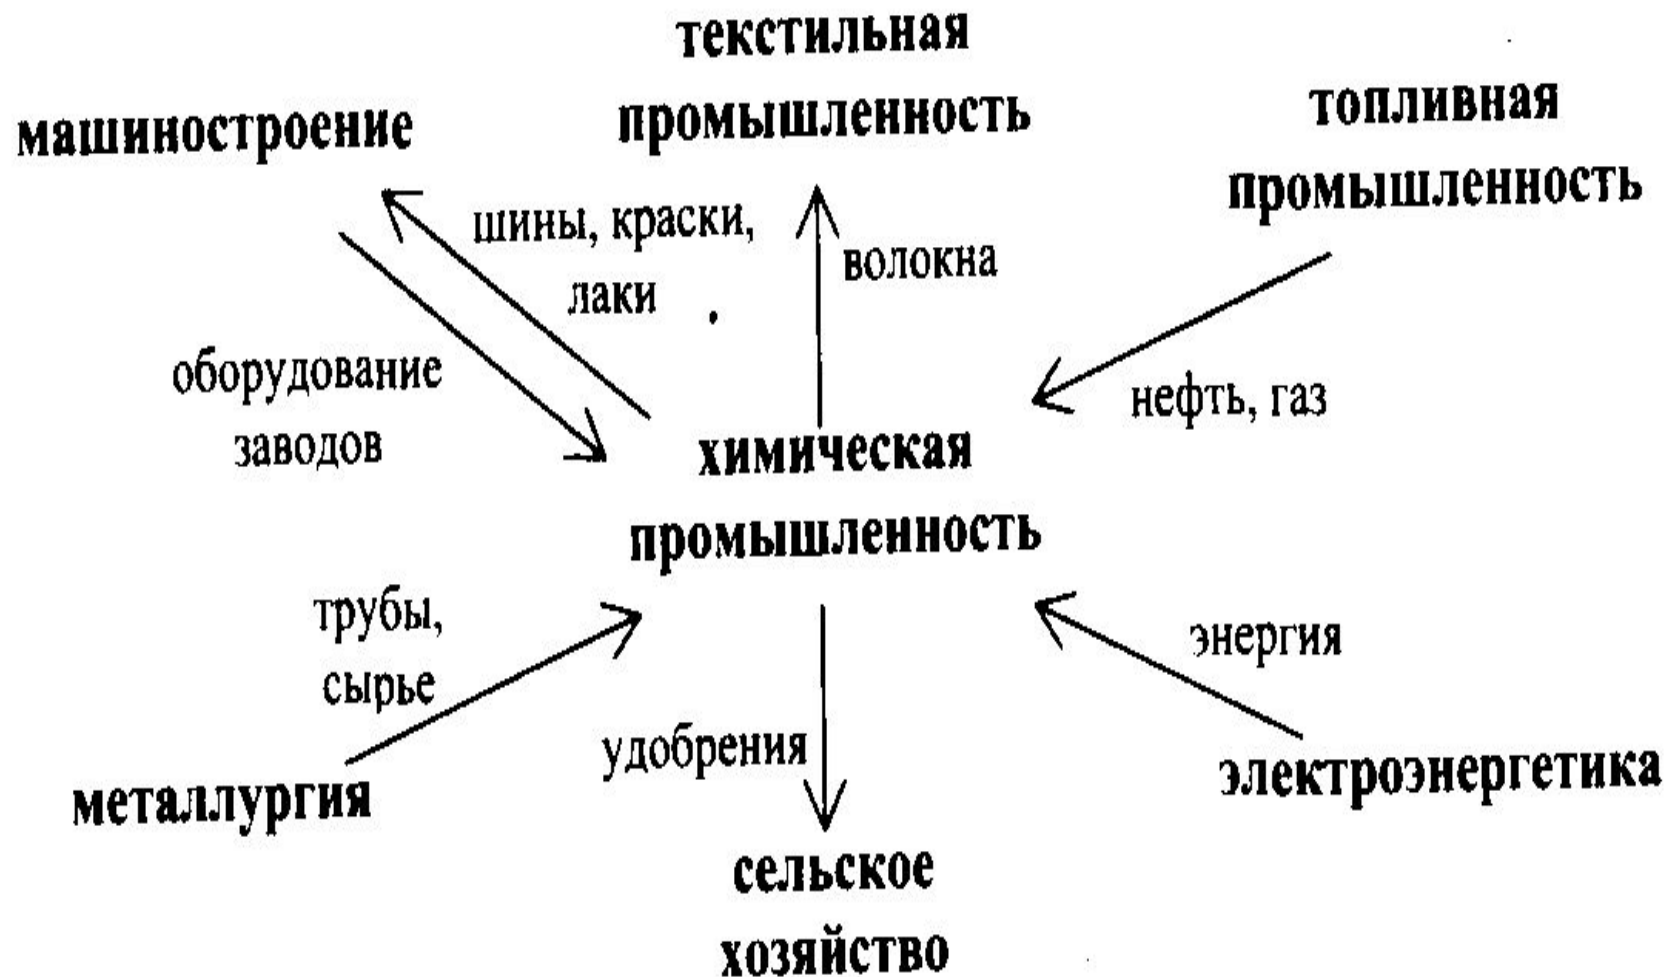 текстильная
промышленность
машиностроение
топливная
промышленность
шины, краски,
лаки
волокна
оборудование
заводов
нефть, газ
химическая
промышленность
трубы,
сырье
энергия
удобрения
металлургия
электроэнергетика
сельское
хозяйство